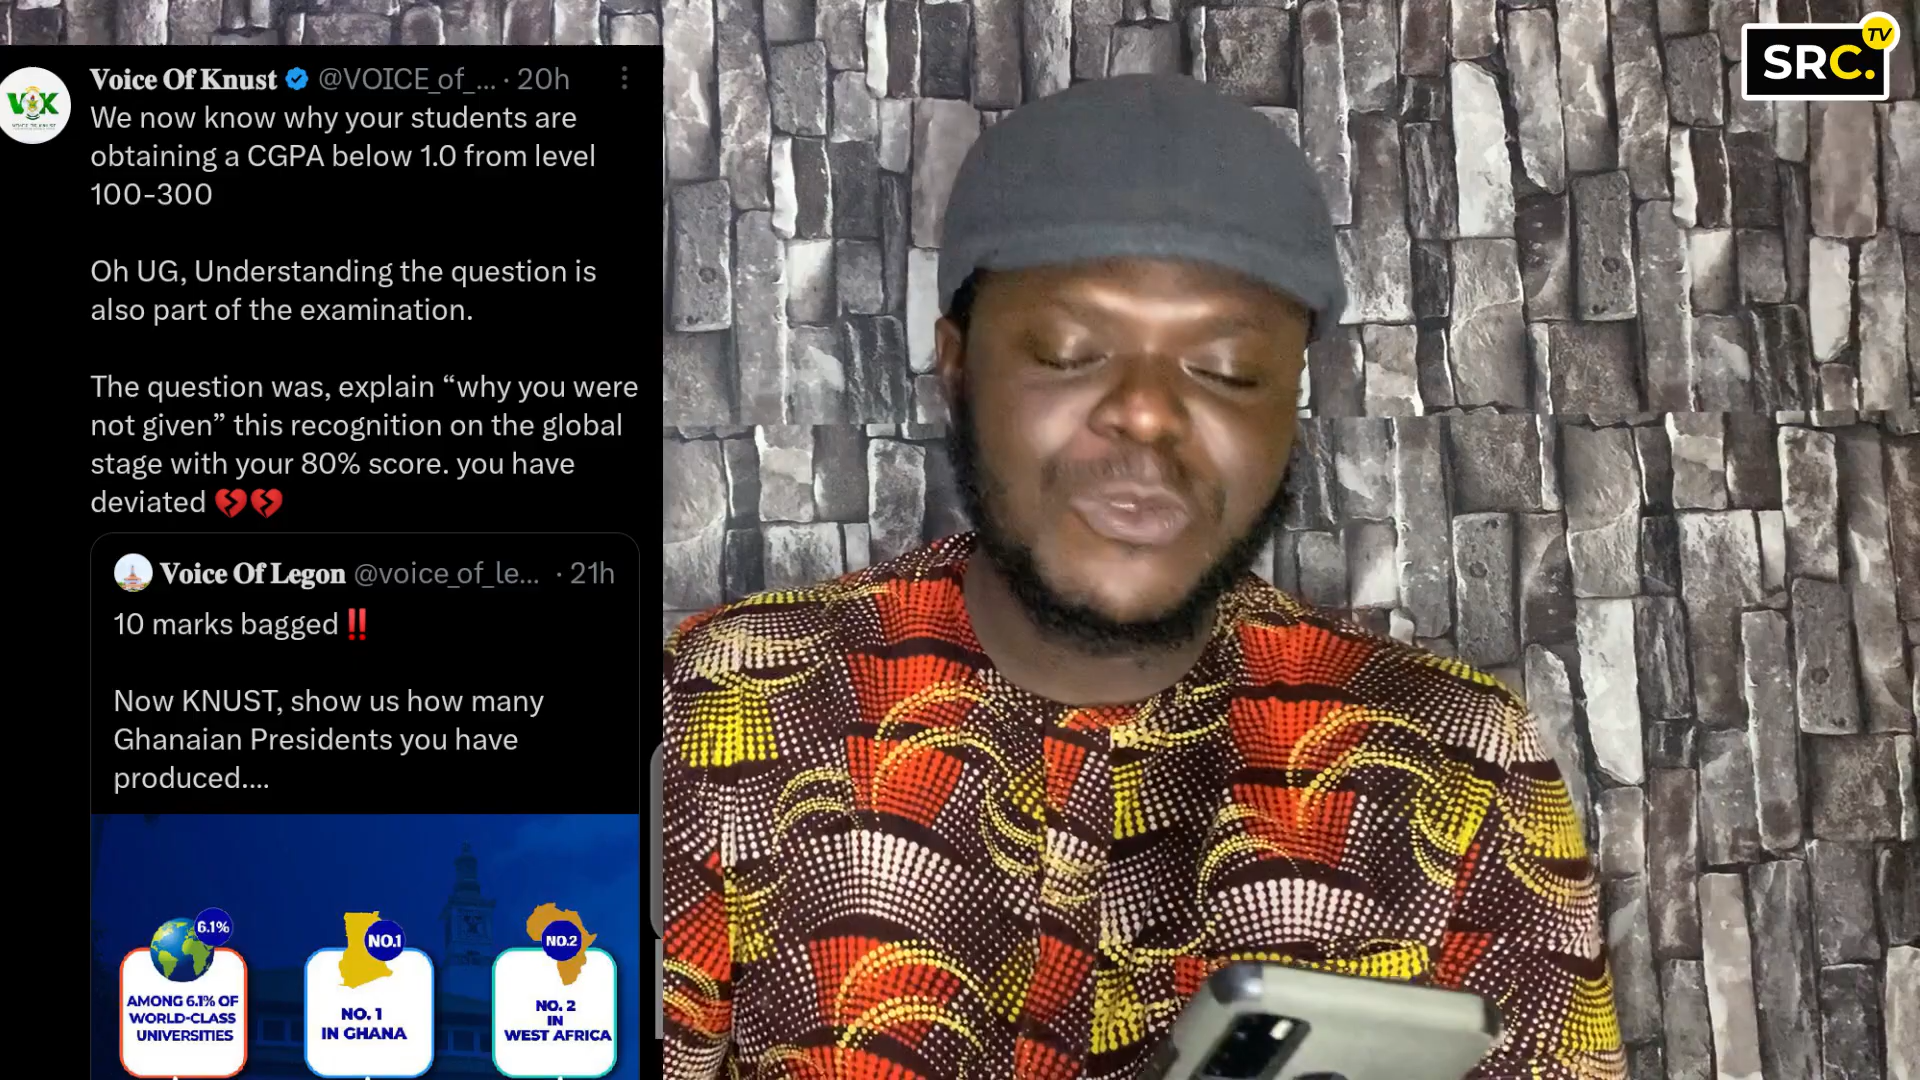 Voice Of Knust @VOICE_of_... · 20h
We now know why your students are
obtaining a CGPA below 1.0 from level
100-300
Oh UG, Understanding the question is
also part of the examination.
The question was, explain “why you were
not given” this recognition on the global
stage with your 80% score. you have
deviated 💔💔
Voice Of Legon @voice_of_le... · 21h
10 marks bagged ‼️
Now KNUST, show us how many
Ghanaian Presidents you have
produced....
6.1%
AMONG 6.1% OF
WORLD-CLASS
UNIVERSITIES
NO.1
NO. 1
IN GHANA
NO.2
NO. 2
IN
WEST AFRICA
SRC.
TV
VOK